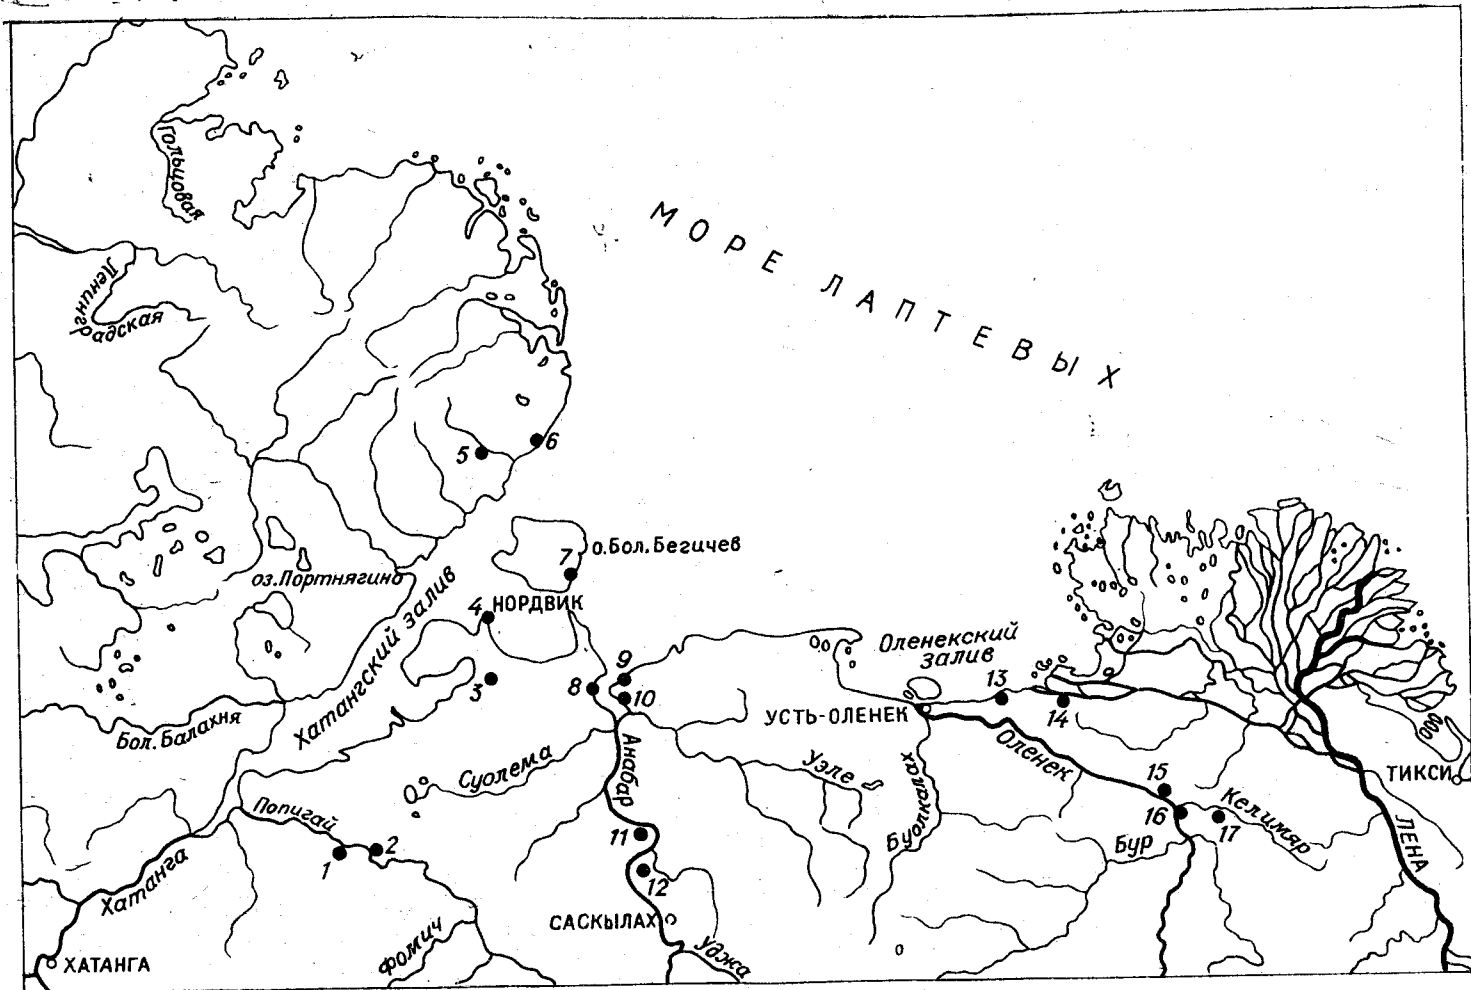 Гольцовая
МОРЕ ЛАПТЕВЫХ
Ленинградская
5
6
7
о.Бол.Бегичев
оз.Портнягино
4
НОРДВИК
Хатангский залив
3
8
9
10
Оленекский
залив
13
14
УСТЬ-ОЛЕНЕК
Бол. Балахня
Суолема
Анабар
Уэле
Буолкалах
Оленек
15
16
17
Келимяр
ТИКСИ
ЛЕНА
Попигай
1
2
11
12
Бур
Хатанга
САСКЫЛАХ
Уджа
Фомич
ХАТАНГА